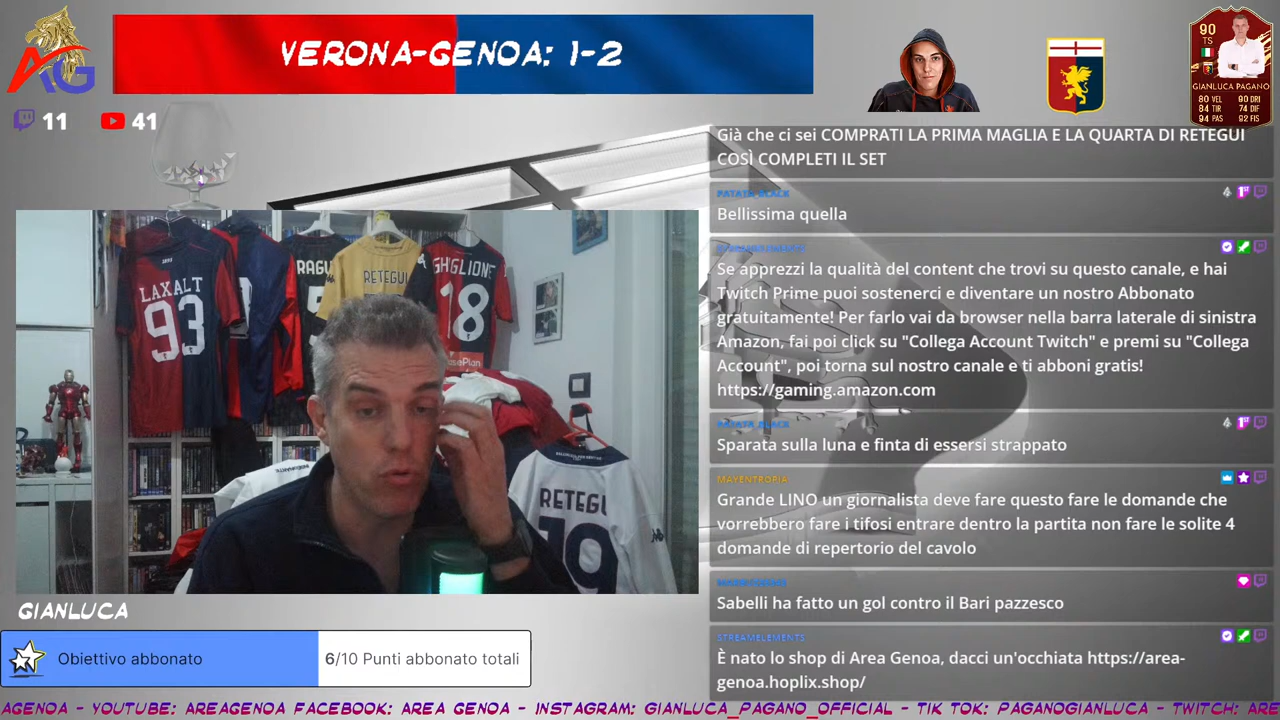 VERONA-GENOA: 1-2
AG
11
41
90
TS
GIANLUCA PAGANO
80 VEL 90 DRI
84 TIR 74 DIF
94 PAS 92 FIS
Già che ci sei COMPRATI LA PRIMA MAGLIA E LA QUARTA DI RETEGUI
COSÌ COMPLETI IL SET
PATATO_BLACK
Bellissima quella
Se apprezzi la qualità del content che trovi su questo canale, e hai
Twitch Prime puoi sostenerci e diventare un nostro Abbonato
gratuitamente! Per farlo vai da browser nella barra laterale di sinistra
Amazon, fai poi click su "Collega Account Twitch" e premi su "Collega
Account", poi torna sul nostro canale e ti abboni gratis!
https://gaming.amazon.com
PATATO_BLACK
Sparata sulla luna e finta di essersi strappato
MAYENTROPIA
Grande LINO un giornalista deve fare questo fare le domande che
vorrebbero fare i tifosi entrare dentro la partita non fare le solite 4
domande di repertorio del cavolo
Sabelli ha fatto un gol contro il Bari pazzesco
STREAMELEMENTS
È nato lo shop di Area Genoa, dacci un'occhiata https://area-
genoa.hoplix.shop/
LAXALT
93
RAGU
5
RETEGUI
GHIGLIONE
18
RETEGU
19
GIANLUCA
Obiettivo abbonato
6/10 Punti abbonato totali
AGENOA - YOUTUBE: AREAGENOA FACEBOOK: AREA GENOA - INSTAGRAM: GIANLUCA_PAGANO_OFFICIAL - TIK TOK: PAGANOGIANLUCA - TWITCH: ARE